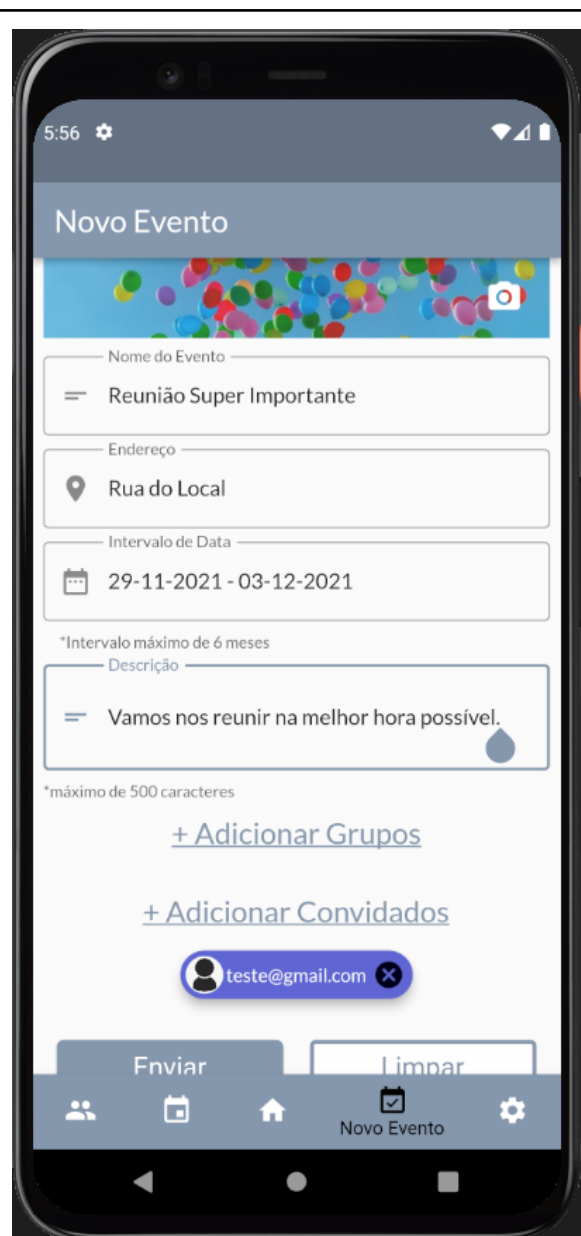 5:56
Novo Evento
Nome do Evento
Reunião Super Importante
Endereço
Rua do Local
Intervalo de Data
29-11-2021 - 03-12-2021
*Intervalo máximo de 6 meses
Descrição
Vamos nos reunir na melhor hora possível.
*máximo de 500 caracteres
+ Adicionar Grupos
+ Adicionar Convidados
teste@gmail.com
Enviar
Limpar
Novo Evento